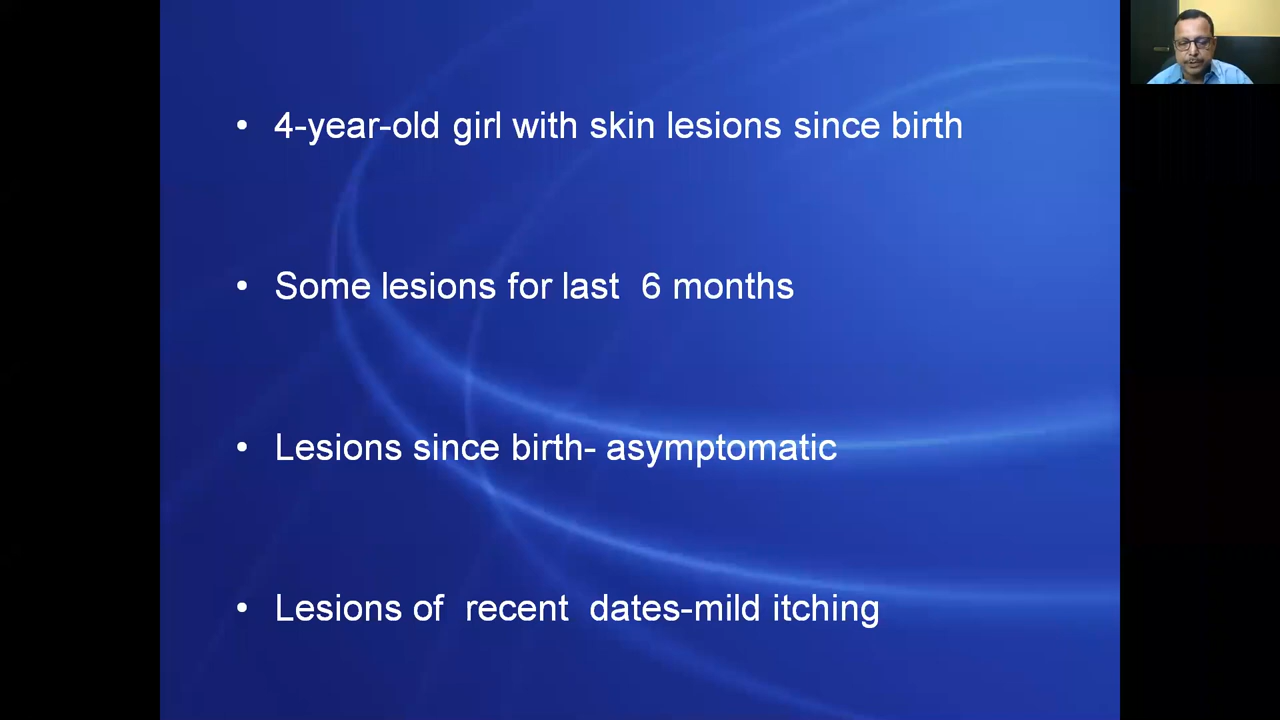 • 4-year-old girl with skin lesions since birth
• Some lesions for last  6 months
• Lesions since birth- asymptomatic
• Lesions of  recent  dates-mild itching